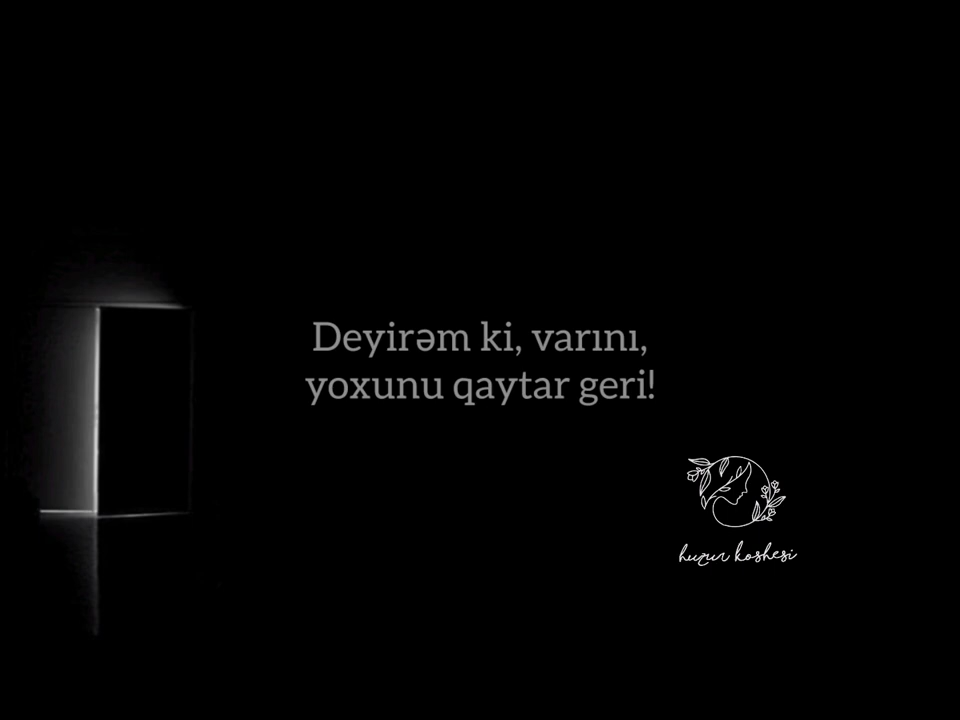 Deyirəm ki, varını,
yoxunu qaytar geri!
huzur koshesi